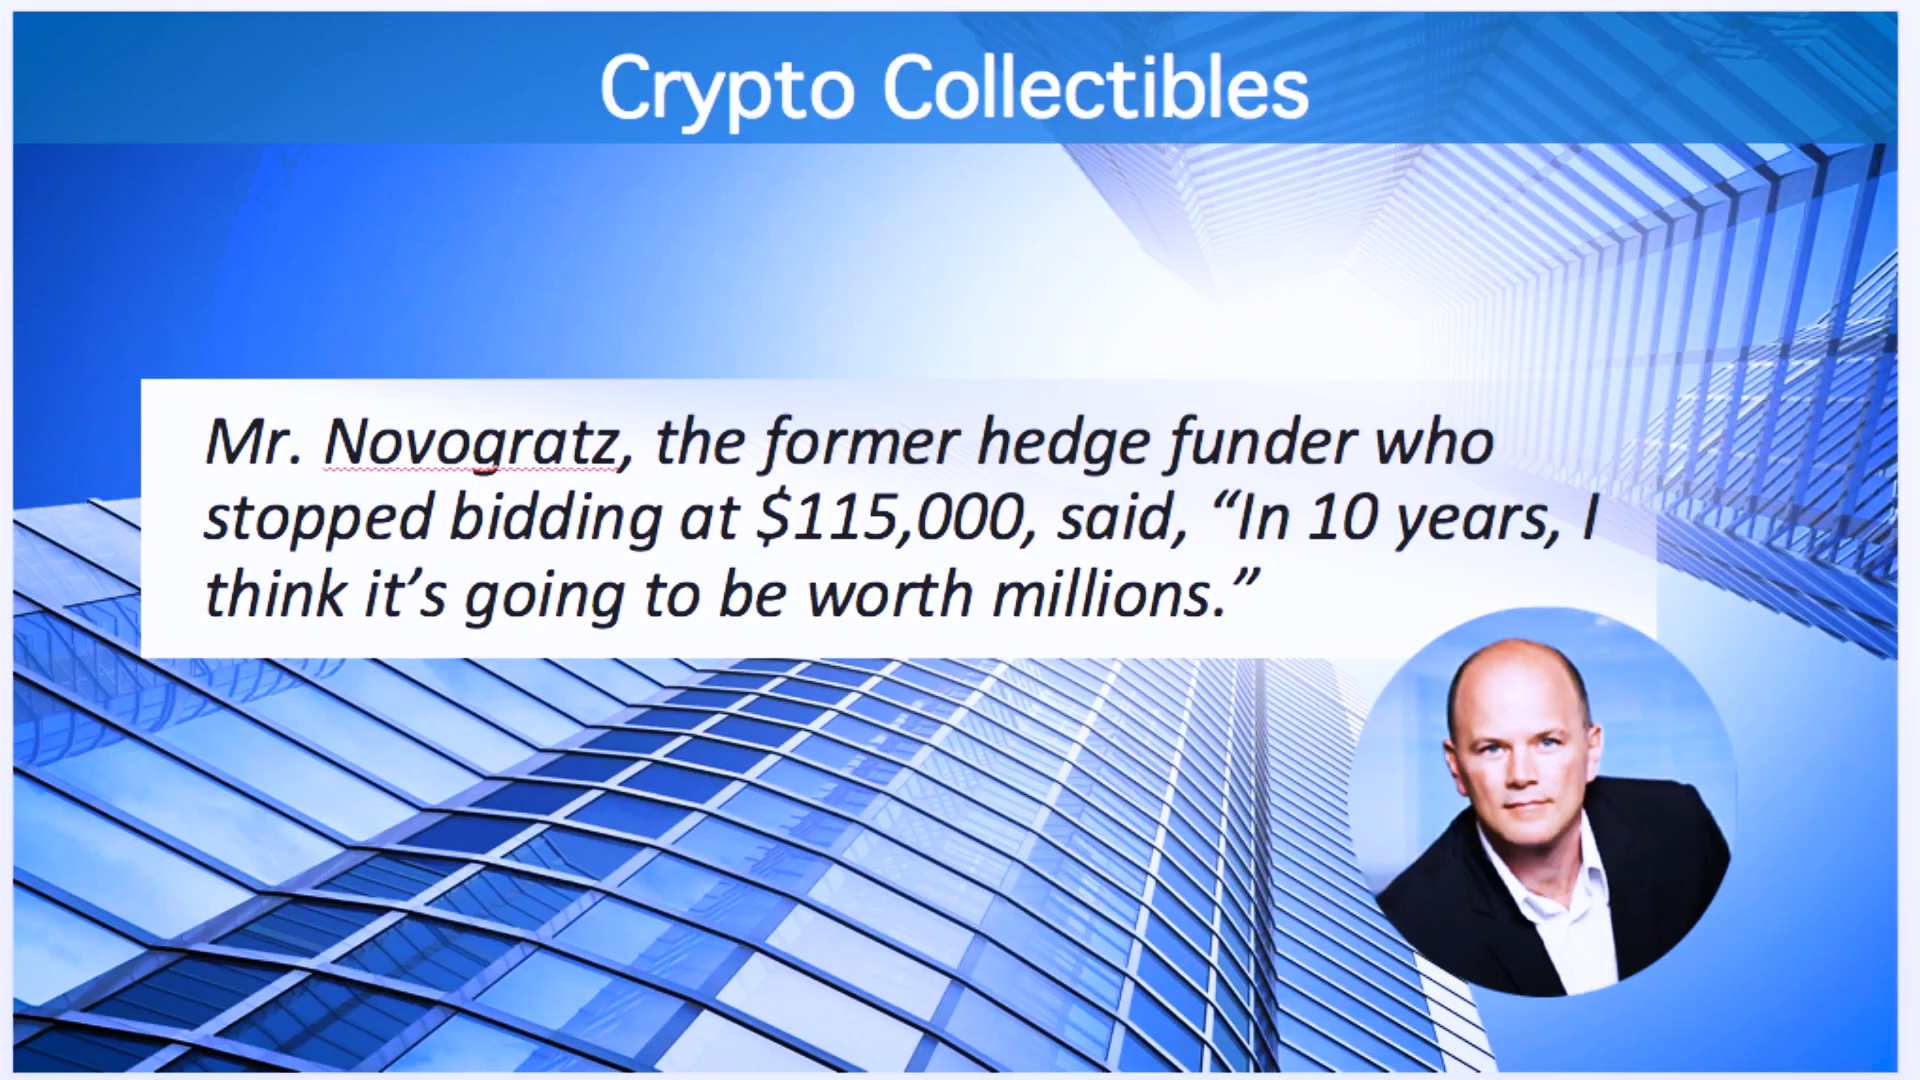 Crypto Collectibles
Mr. Novogratz, the former hedge funder who
stopped bidding at $115,000, said, “In 10 years, I
think it’s going to be worth millions.”